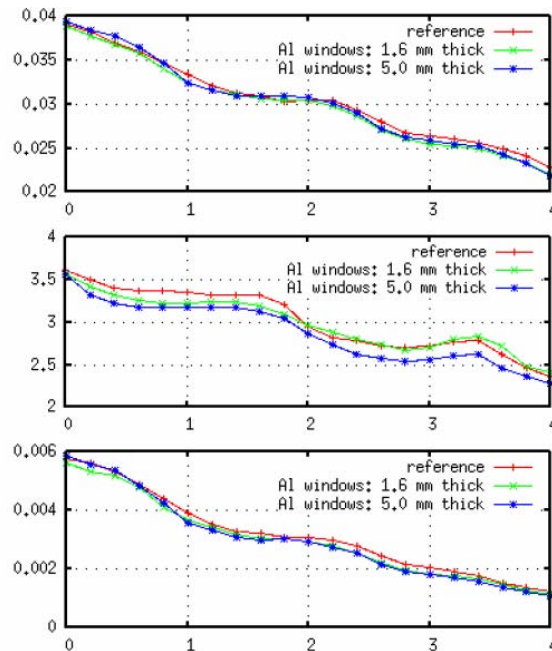 0.04
reference
Al windows: 1.6 mm thick
0.035
Al windows: 5.0 mm thick
0.03
0.025
0.02
0 1 2 3 4
4
reference
Al windows: 1.6 mm thick
3.5
Al windows: 5.0 mm thick
3
2.5
2
0 1 2 3 4
0.006
reference
Al windows: 1.6 mm thick
Al windows: 5.0 mm thick
0.004
0.002
0
0 1 2 3 4